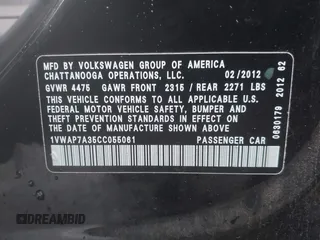 MFD BY VOLKSWAGEN GROUP OF AMERICA
CHATTANOOGA OPERATIONS, LLC. 02/2012
GVWR 4475 GAWR FRONT 2315 / REAR 2271 LBS
THIS VEHICLE CONFORMS TO ALL APPLICABLE
FEDERAL MOTOR VEHICLE SAFETY, BUMPER AND
THEFT PREVENTION STANDARDS IN EFFECT ON THE
DATE OF MANUFACTURE SHOWN ABOVE.
1VWAP7A35CC055061 PASSENGER CAR
0630179 2012 62
AUTOBIDMASTER